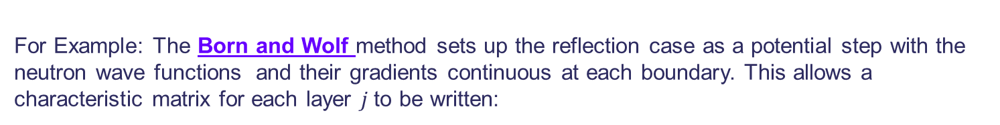 For Example: The Born and Wolf method sets up the reflection case as a potential step with the
neutron wave functions and their gradients continuous at each boundary. This allows a
characteristic matrix for each layer j to be written: